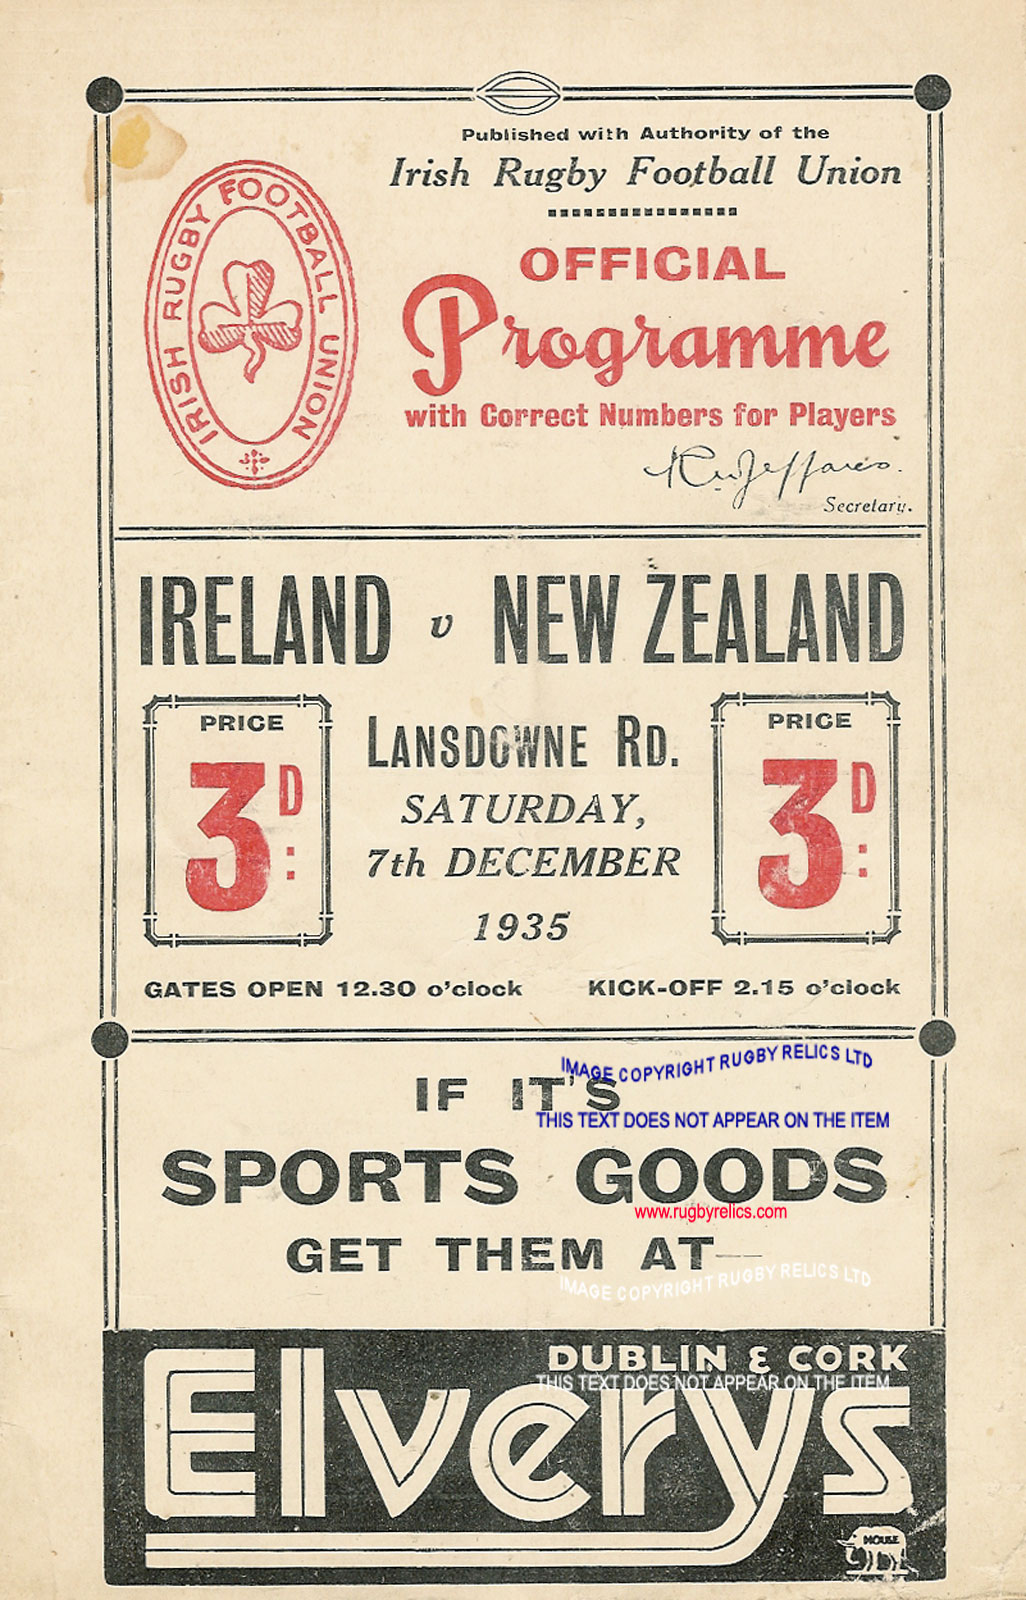 Published with Authority of the
Irish Rugby Football Union
IRISH RUGBY FOOTBALL UNION
OFFICIAL
Programme
with Correct Numbers for Players
Secretary.
IRELAND v NEW ZEALAND
PRICE
3D:
LANSDOWNE RD.
SATURDAY,
7th DECEMBER
1935
PRICE
3D:
GATES OPEN 12.30 o'clock KICK-OFF 2.15 o'clock
IMAGE COPYRIGHT RUGBY RELICS LTD
IF IT'S
THIS TEXT DOES NOT APPEAR ON THE ITEM
SPORTS GOODS
www.rugbyrelics.com
GET THEM AT
IMAGE COPYRIGHT RUGBY RELICS LTD
DUBLIN & CORK
THIS TEXT DOES NOT APPEAR ON THE ITEM
Elverys
HOUSE